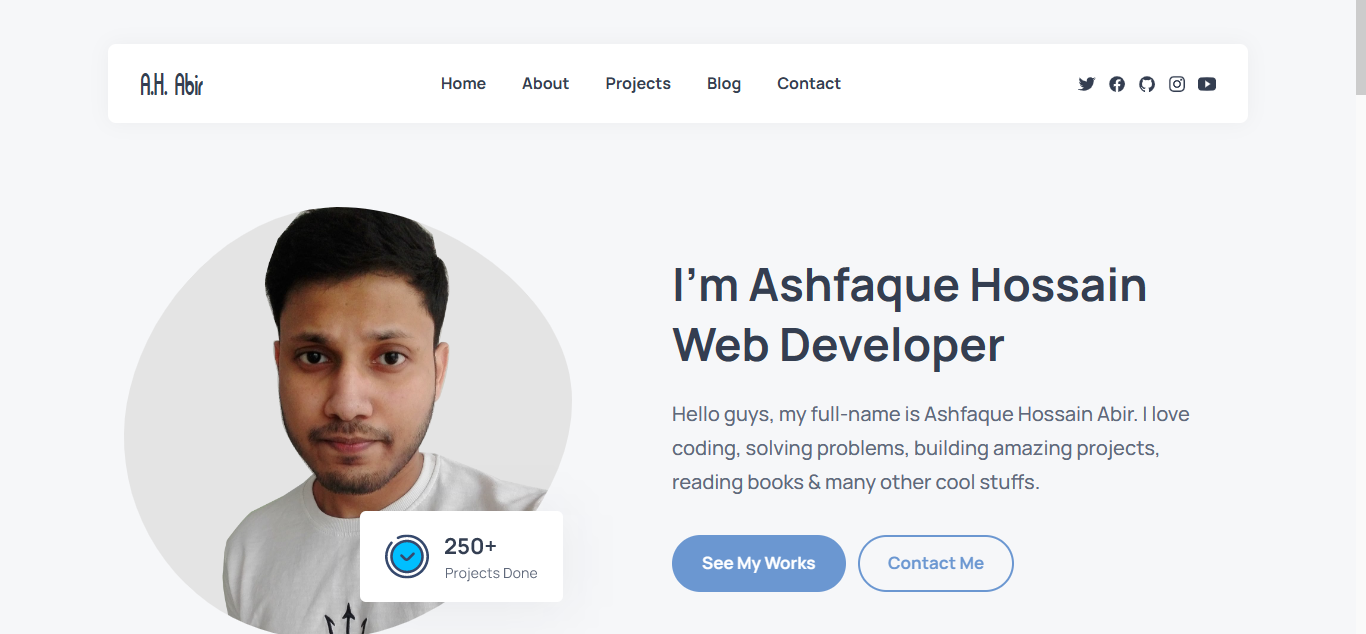 A.H. Abir
Home About Projects Blog Contact
I'm Ashfaque Hossain
Web Developer
Hello guys, my full-name is Ashfaque Hossain Abir. I love
coding, solving problems, building amazing projects,
reading books & many other cool stuffs.
250+
Projects Done
See My Works Contact Me